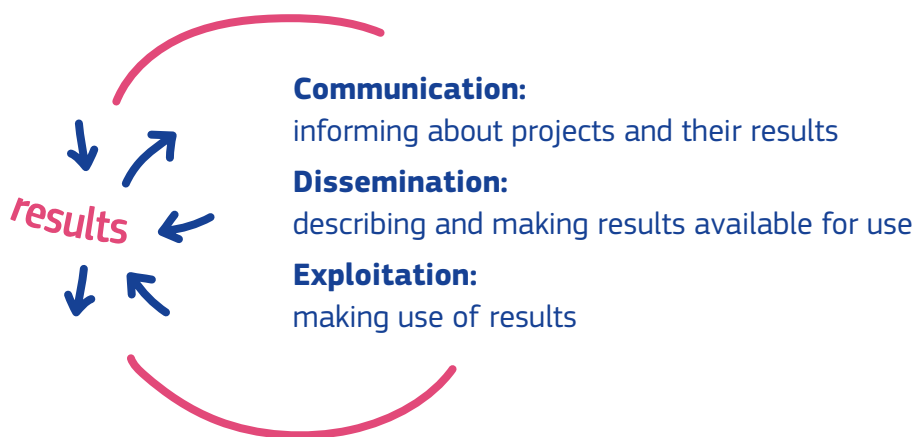 Communication:
informing about projects and their results
Dissemination:
results
describing and making results available for use
Exploitation:
making use of results